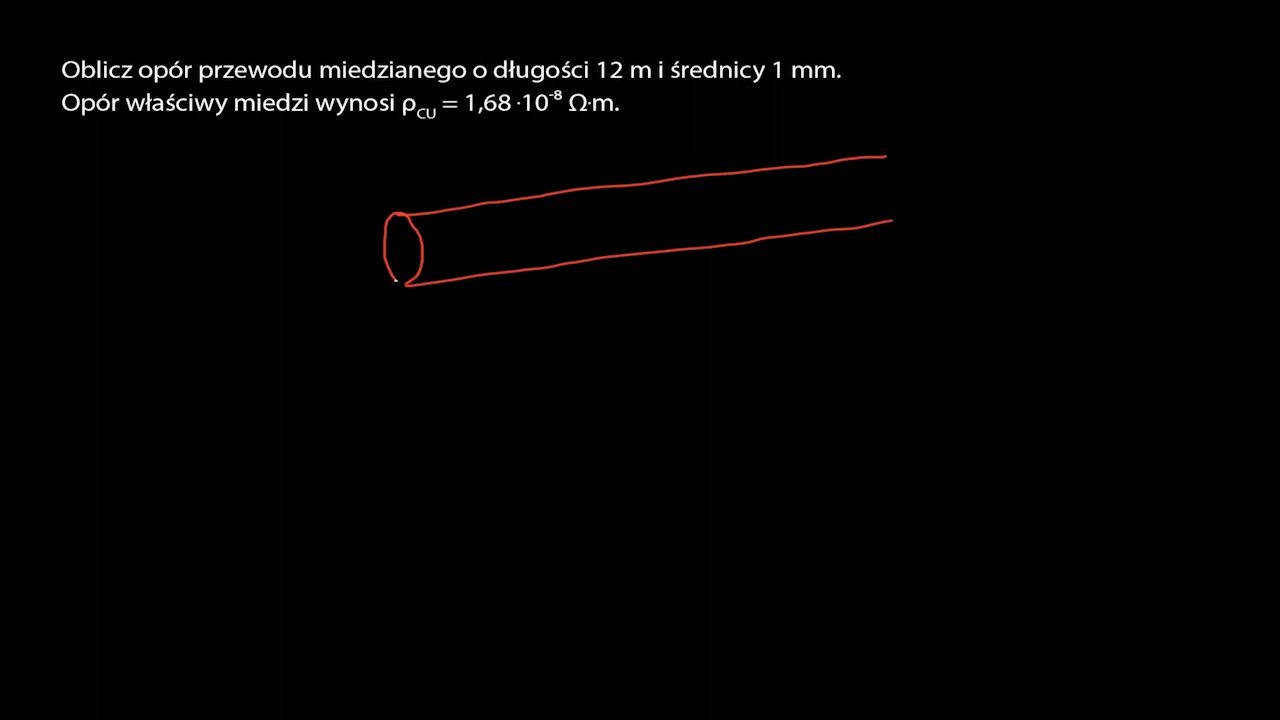 Oblicz opór przewodu miedzianego o długości 12 m i średnicy 1 mm.
Opór właściwy miedzi wynosi ρCU = 1,68 ·10⁻⁸ Ω·m.